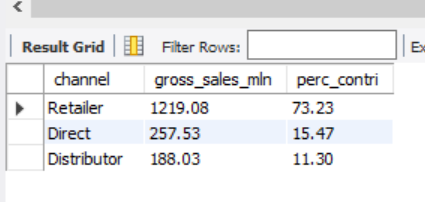 Result Grid Filter Rows:
channel gross_sales_mln perc_contri
Retailer 1219.08 73.23
Direct 257.53 15.47
Distributor 188.03 11.30